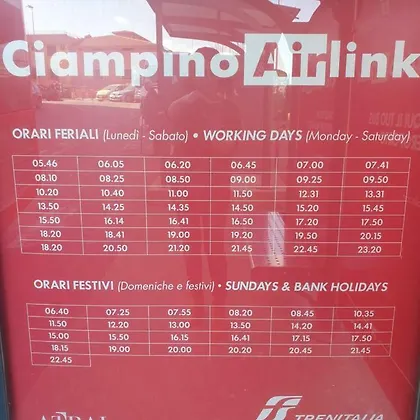 Ciampino Airlink
ORARI FERIALI (Lunedì - Sabato) • WORKING DAYS (Monday - Saturday)
05.46 06.05 06.20 06.45 07.00 07.41
08.10 08.25 08.50 09.00 09.25 09.50
10.20 10.40 11.00 11.50 12.31 13.31
13.50 14.25 14.35 14.50 15.20 15.45
15.50 16.14 16.41 16.50 17.20 17.50
18.20 18.41 19.00 19.20 19.50 20.15
18.20 20.50 21.20 21.45 22.45 23.20
ORARI FESTIVI (Domeniche e festivi) • SUNDAYS & BANK HOLIDAYS
06.40 07.25 07.55 08.20 08.45 10.35
11.50 12.20 13.00 13.50 14.20 14.41
15.00 15.50 16.15 16.41 17.15 17.50
18.15 19.00 20.00 20.20 20.45 21.45
22.45
TRENITALIA